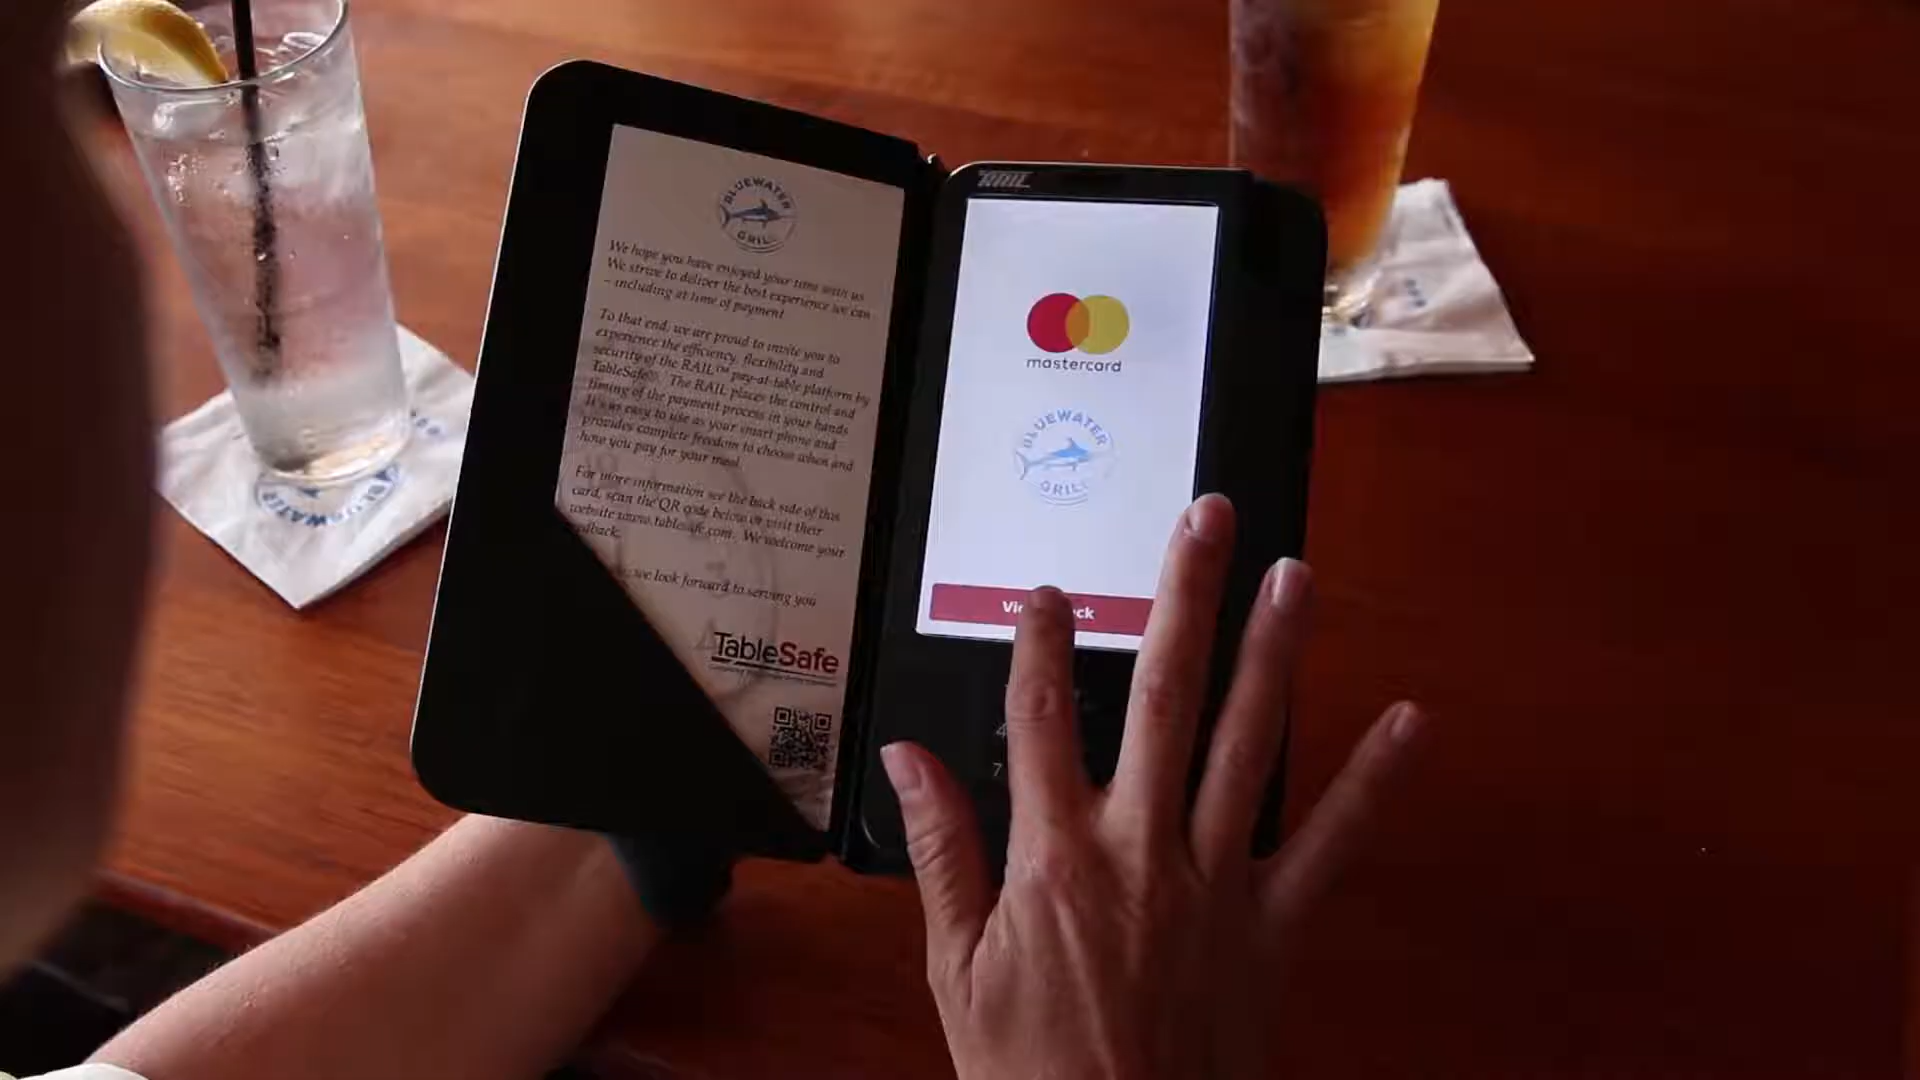 BLUEWATER
GRILL
We hope you have enjoyed your time with us
We strive to deliver the best experience we can
– including at time of payment
To that end, we are proud to invite you to
experience the efficiency, flexibility and
security of the RAIL™ pay-at-table platform by
TableSafe®. The RAIL places the control and
timing of the payment process in your hands
It's as easy to use as your smart phone and
provides complete freedom to choose when and
how you pay for your meal
For more information see the back side of this
card, scan the QR code below or visit their
website www.tablesafe.com. We welcome your
edback.
we look forward to serving you
TableSafe
RAIL
mastercard
BLUEWATER
GRILL
Vi ck
4
7
BLUEWATER